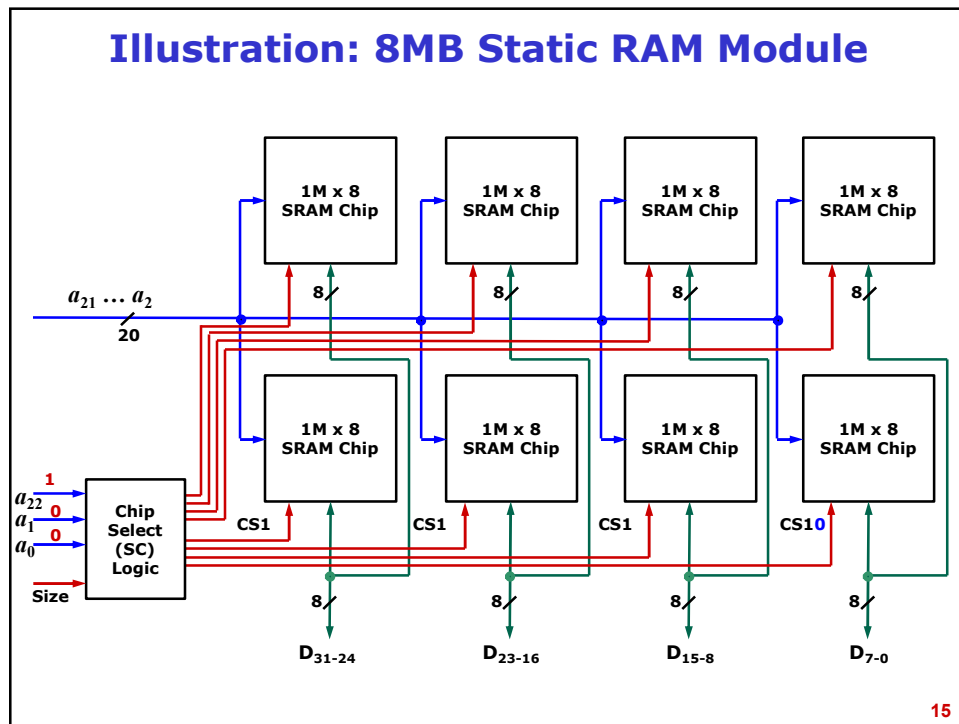 Illustration: 8MB Static RAM Module
1M x 8
SRAM Chip
1M x 8
SRAM Chip
1M x 8
SRAM Chip
1M x 8
SRAM Chip
a21 … a2
20
8
8
8
8
1M x 8
SRAM Chip
1M x 8
SRAM Chip
1M x 8
SRAM Chip
1M x 8
SRAM Chip
1
a22
0
a1
0
a0
Size
Chip
Select
(SC)
Logic
CS1
CS1
CS1
CS10
8
8
8
8
D31-24
D23-16
D15-8
D7-0
15